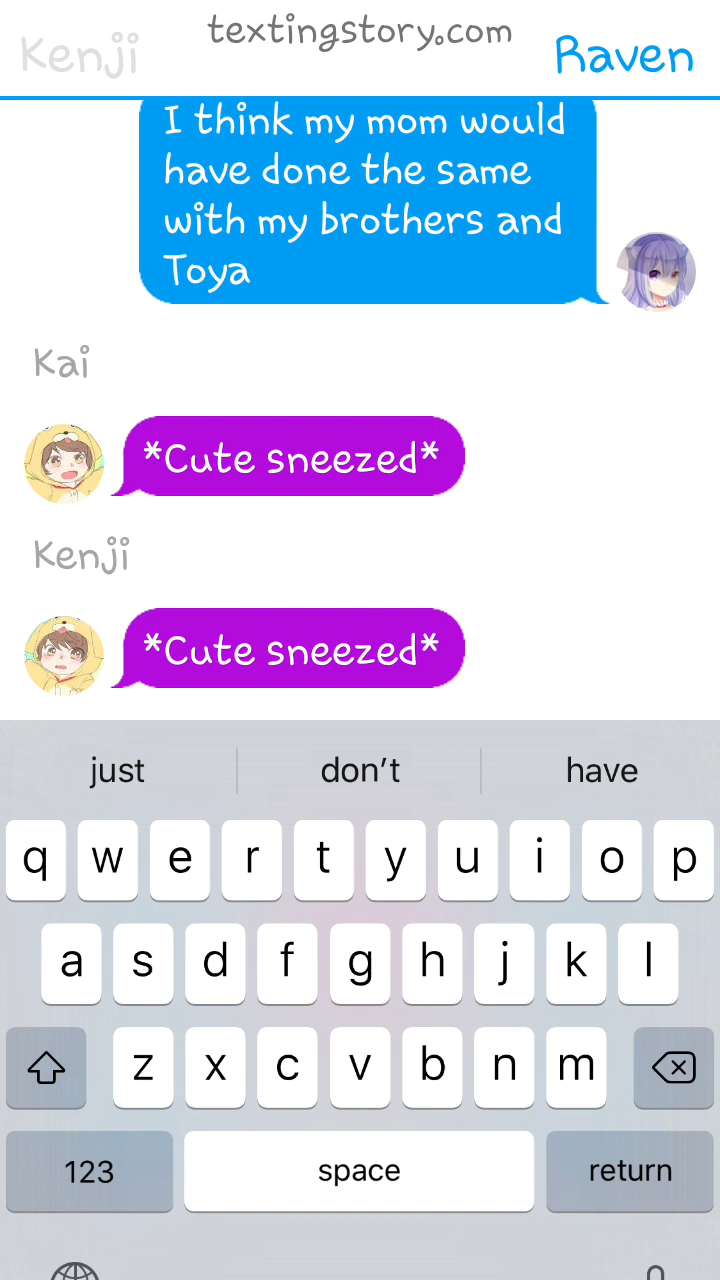 textingstory.com
Kenji
Raven
I think my mom would
have done the same
with my brothers and
Toya
Kai
*Cute sneezed*
Kenji
*Cute sneezed*
just don't have
q w e r t y u i o p
a s d f g h j k l
z x c v b n m
123 space return